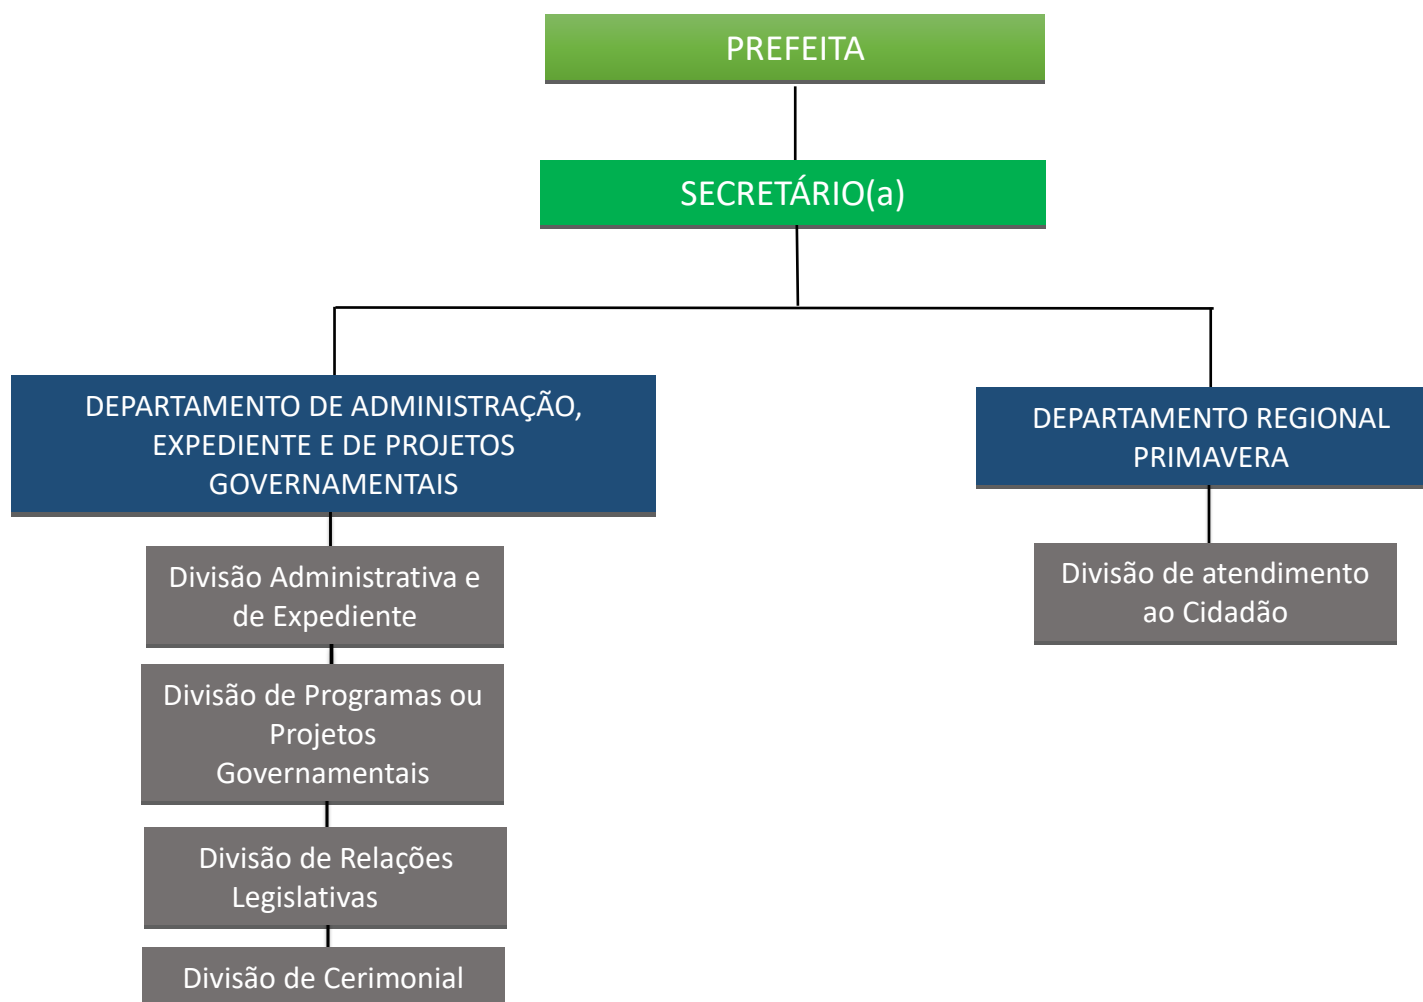 PREFEITA
SECRETÁRIO(a)
DEPARTAMENTO DE ADMINISTRAÇÃO,
EXPEDIENTE E DE PROJETOS
GOVERNAMENTAIS
DEPARTAMENTO REGIONAL
PRIMAVERA
Divisão Administrativa e
de Expediente
Divisão de Programas ou
Projetos
Governamentais
Divisão de Relações
Legislativas
Divisão de Cerimonial
Divisão de atendimento
ao Cidadão